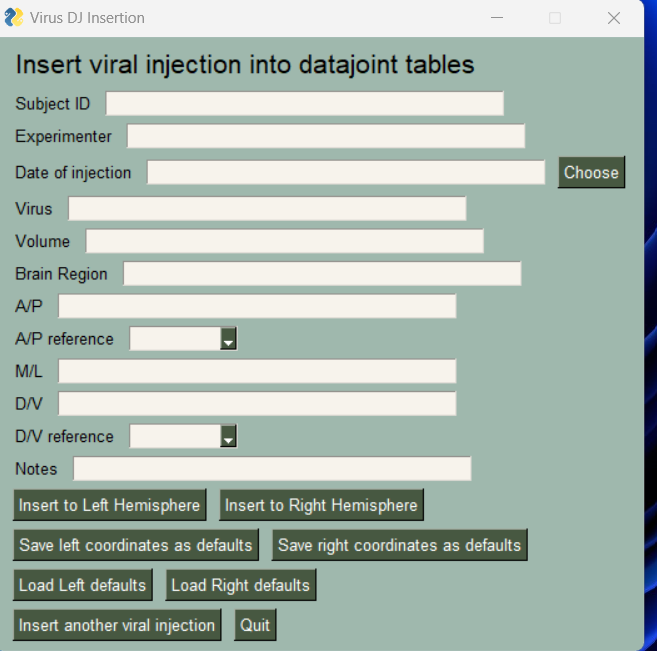 Virus DJ Insertion
Insert viral injection into datajoint tables
Subject ID
Experimenter
Date of injection Choose
Virus
Volume
Brain Region
A/P
A/P reference
M/L
D/V
D/V reference
Notes
Insert to Left Hemisphere Insert to Right Hemisphere
Save left coordinates as defaults Save right coordinates as defaults
Load Left defaults Load Right defaults
Insert another viral injection Quit